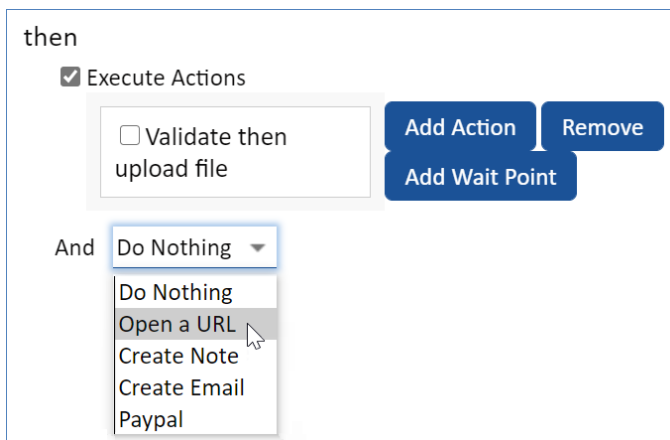 then
Execute Actions
Validate then
upload file
Add Action
Remove
Add Wait Point
And
Do Nothing
Do Nothing
Open a URL
Create Note
Create Email
Paypal